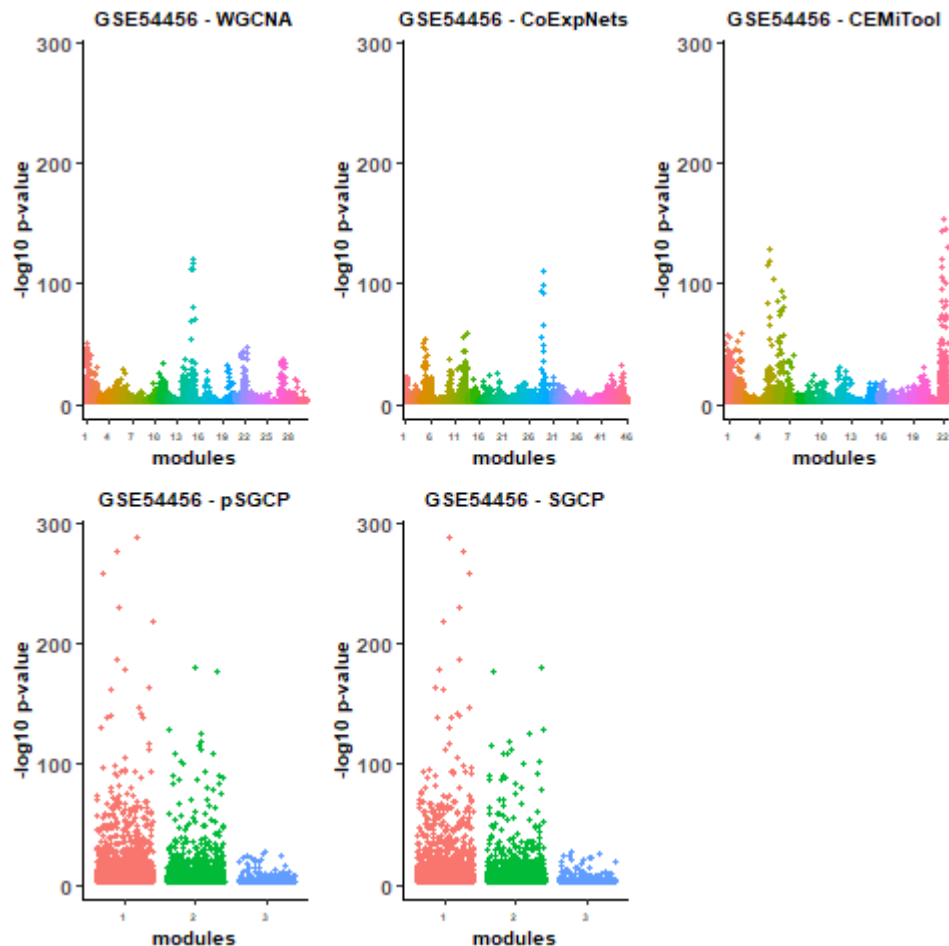 GSE54456 - WGCNA
300
200
100
0
-log10 p-value
1 4 7 10 13 16 19 22 25 28
modules
GSE54456 - CoExpNets
300
200
100
0
-log10 p-value
1 6 11 16 21 26 31 36 41 46
modules
GSE54456 - CEMiTool
300
200
100
0
-log10 p-value
1 4 7 10 13 16 19 22
modules
GSE54456 - pSGCP
300
200
100
0
-log10 p-value
1 2 3
modules
GSE54456 - SGCP
300
200
100
0
-log10 p-value
1 2 3
modules